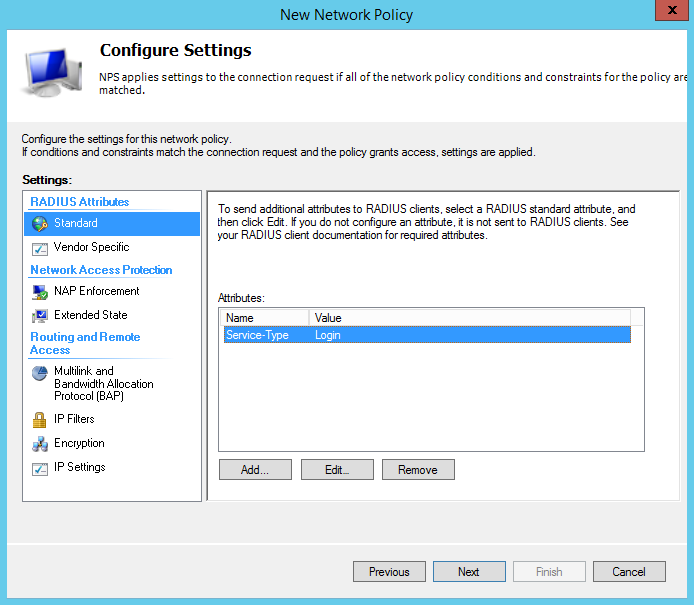 New Network Policy
x
Configure Settings
NPS applies settings to the connection request if all of the network policy conditions and constraints for the policy are
matched.
Configure the settings for this network policy.
If conditions and constraints match the connection request and the policy grants access, settings are applied.
Settings:
RADIUS Attributes
Standard
Vendor Specific
Network Access Protection
NAP Enforcement
Extended State
Routing and Remote
Access
Multilink and
Bandwidth Allocation
Protocol (BAP)
IP Filters
Encryption
IP Settings
To send additional attributes to RADIUS clients, select a RADIUS standard attribute, and
then click Edit. If you do not configure an attribute, it is not sent to RADIUS clients. See
your RADIUS client documentation for required attributes.
Attributes:
Name Value
Service-Type Login
Add... Edit... Remove
Previous Next Finish Cancel